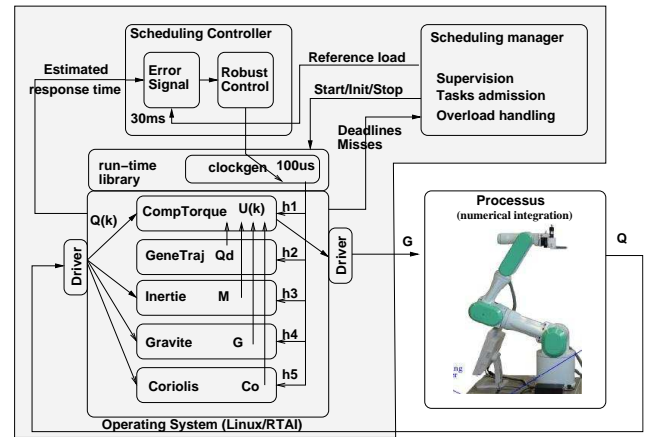 Scheduling Controller
Scheduling manager
Estimated
response time
Error
Signal
Robust
Control
Reference load
Supervision
Tasks admission
Overload handling
Start/Init/Stop
30ms
Deadlines
Misses
run-time
library
clockgen
100us
Q(k)
CompTorque
U(k)
h1
Processus
(numerical integration)
Driver
GeneTraj
Qd
h2
Driver
G
Q
Inertie
M
h3
Gravite
G
h4
Coriolis
Co
h5
Operating System (Linux/RTAI)